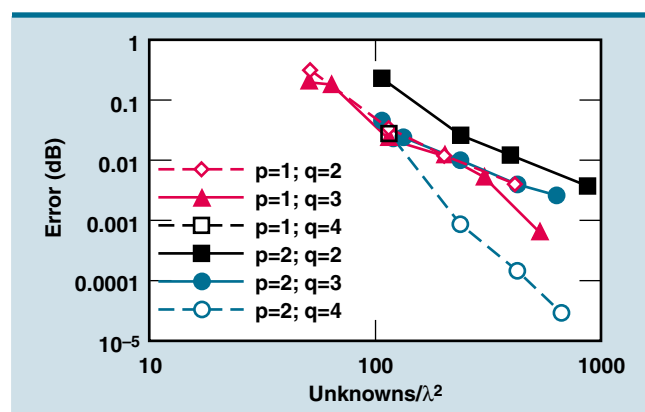 1
0.1
0.01
0.001
0.0001
10⁻⁵
Error (dB)
p=1; q=2
p=1; q=3
p=1; q=4
p=2; q=2
p=2; q=3
p=2; q=4
10
100
1000
Unknowns/λ²